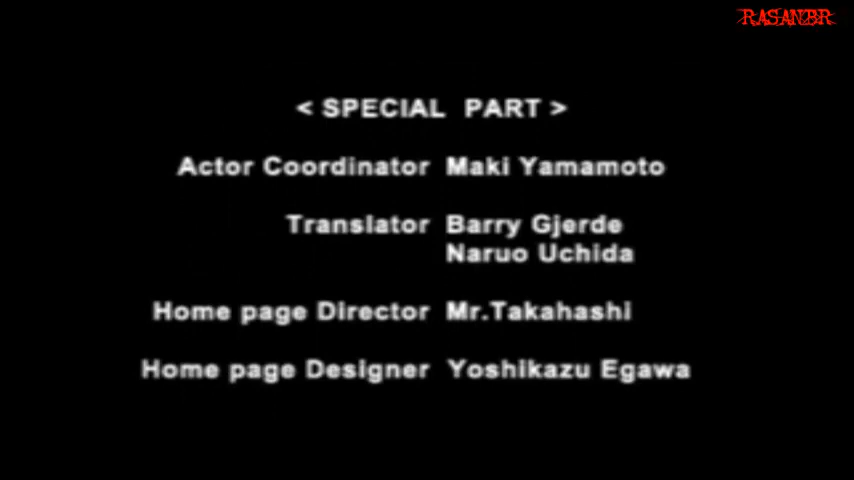 RASANBR
< SPECIAL PART >
Actor Coordinator Maki Yamamoto
Translator Barry Gjerde
Naruo Uchida
Home page Director Mr.Takahashi
Home page Designer Yoshikazu Egawa